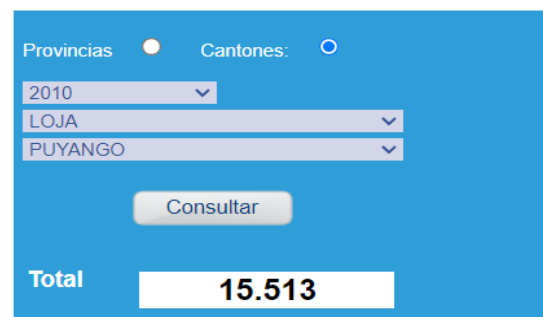 Provincias Cantones:
2010
LOJA
PUYANGO
Consultar
Total 15.513